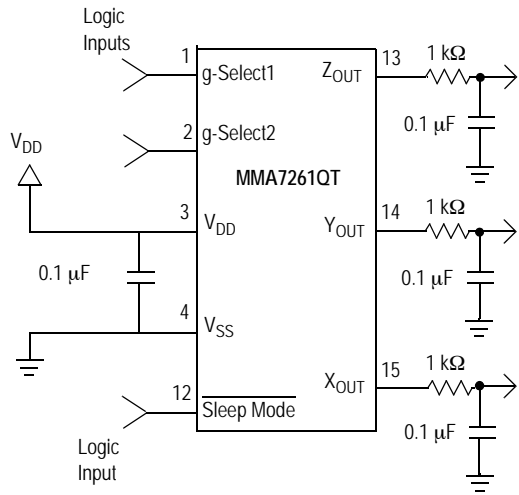 Logic
Inputs
1
g-Select1
2
g-Select2
V_DD
3
V_DD
0.1 μF
4
V_SS
12
Sleep Mode
Logic
Input
MMA7261QT
Z_OUT
13
1 kΩ
0.1 μF
Y_OUT
14
1 kΩ
0.1 μF
X_OUT
15
1 kΩ
0.1 μF